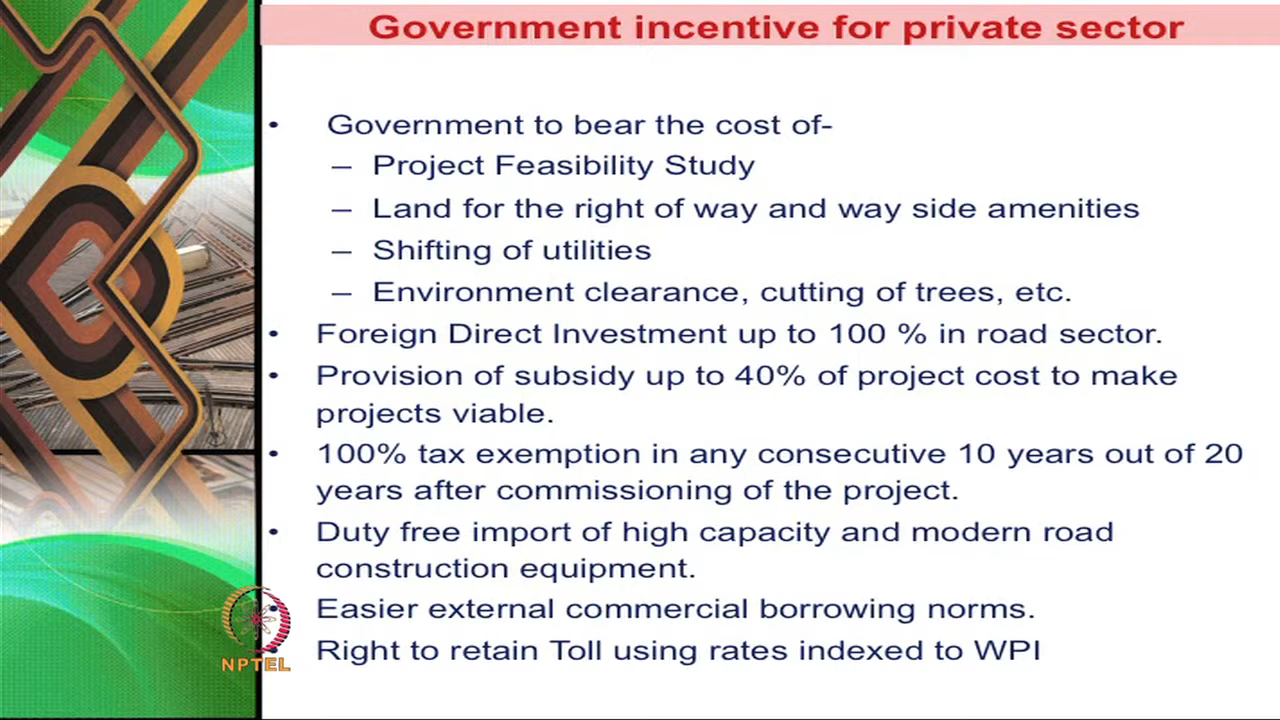 Government incentive for private sector
• Government to bear the cost of-
– Project Feasibility Study
– Land for the right of way and way side amenities
– Shifting of utilities
– Environment clearance, cutting of trees, etc.
• Foreign Direct Investment up to 100 % in road sector.
• Provision of subsidy up to 40% of project cost to make
projects viable.
• 100% tax exemption in any consecutive 10 years out of 20
years after commissioning of the project.
• Duty free import of high capacity and modern road
construction equipment.
• Easier external commercial borrowing norms.
• Right to retain Toll using rates indexed to WPI
NPTEL